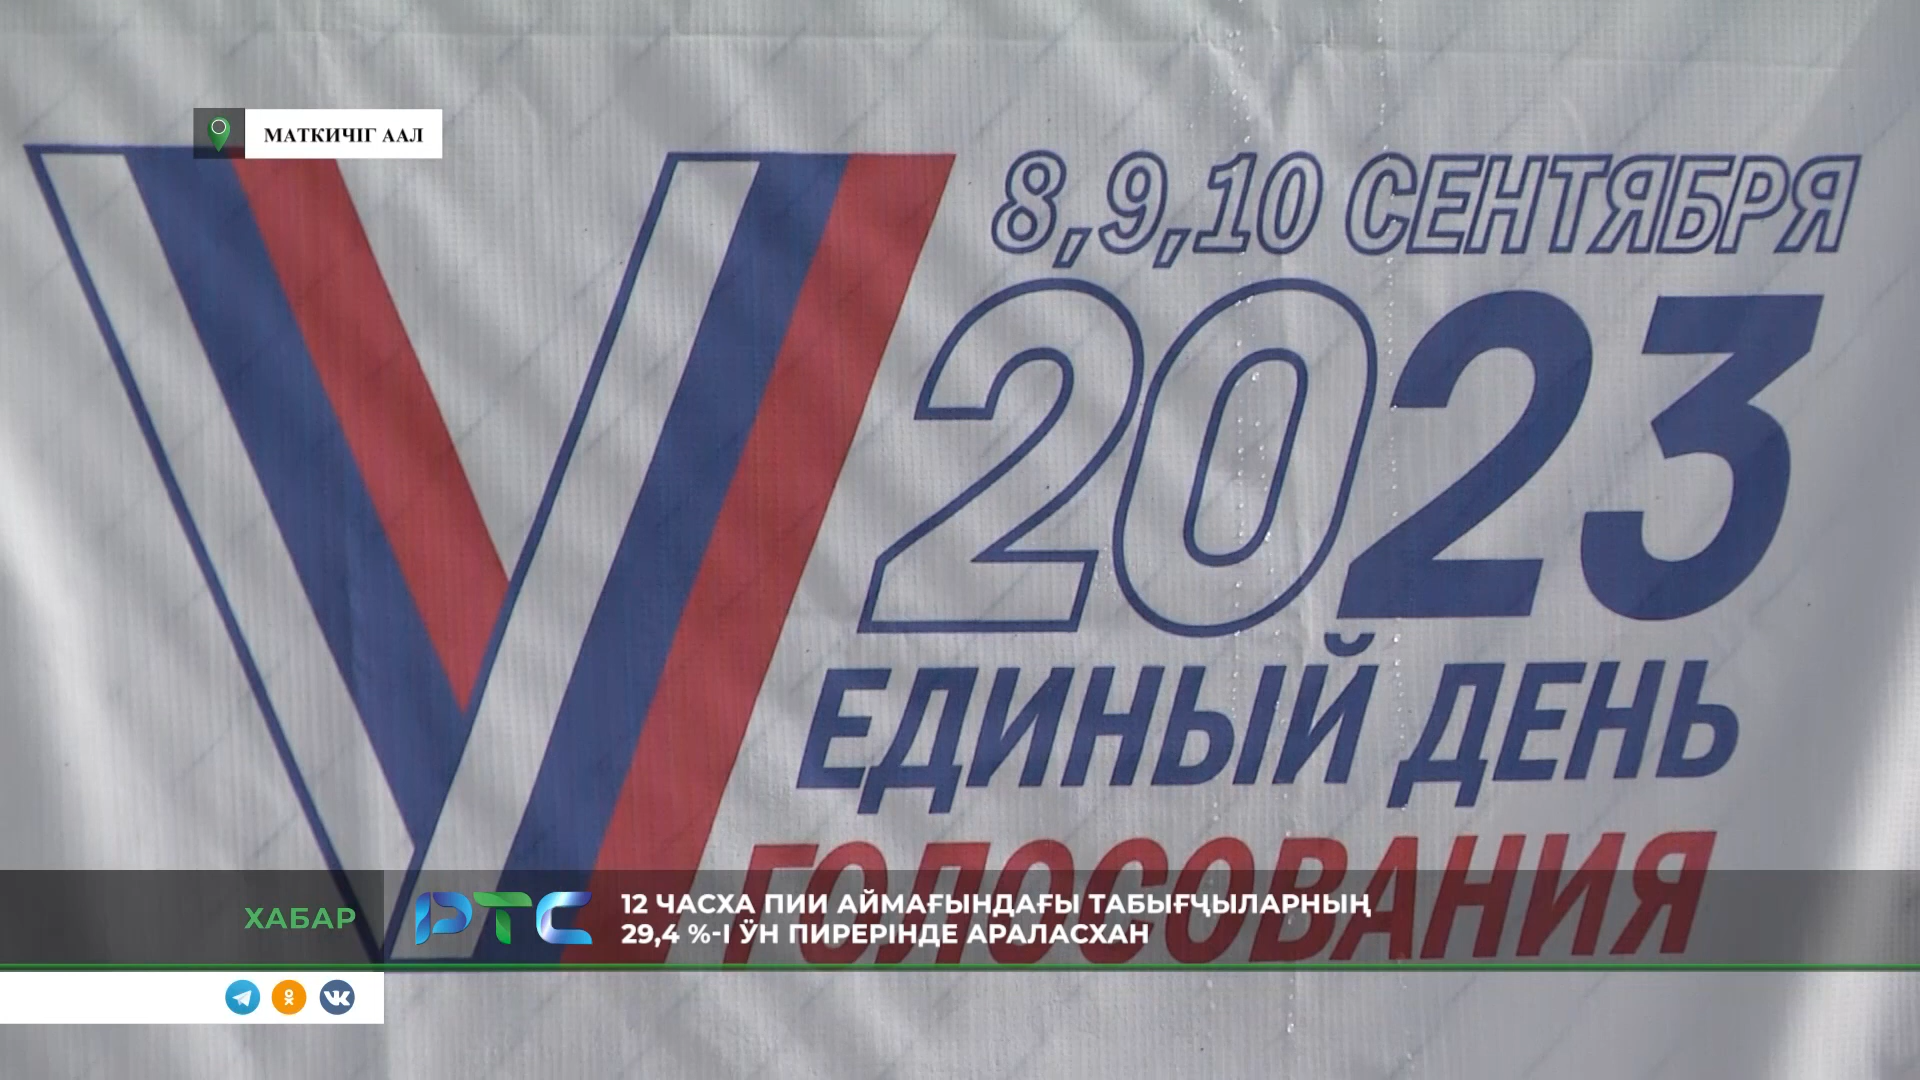 МАТКИЧІГ ААЛ
8,9,10 СЕНТЯБРЯ
2023
ЕДИНЫЙ ДЕНЬ
ГОЛОСОВАНИЯ
ХАБАР
РТС
12 ЧАСХА ПИИ АЙМАҒЫНДАҒЫ ТАБЫҒҶЫЛАРНЫҢ
29,4 %-І ӰН ПИРЕРІНДЕ АРАЛАСХАН